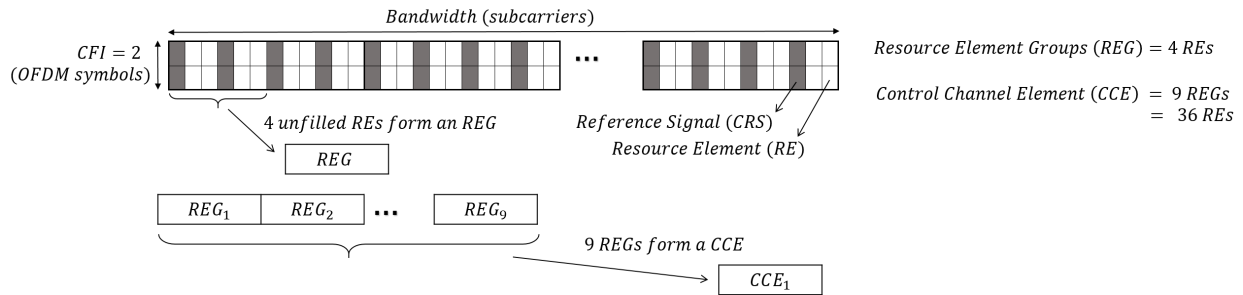 Bandwidth (subcarriers)
CFI = 2
(OFDM symbols)
...
Resource Element Groups (REG) = 4 REs
Control Channel Element (CCE) = 9 REGs
= 36 REs
4 unfilled REs form an REG
Reference Signal (CRS)
Resource Element (RE)
REG
REG₁ REG₂ ... REG₉
9 REGs form a CCE
CCE₁